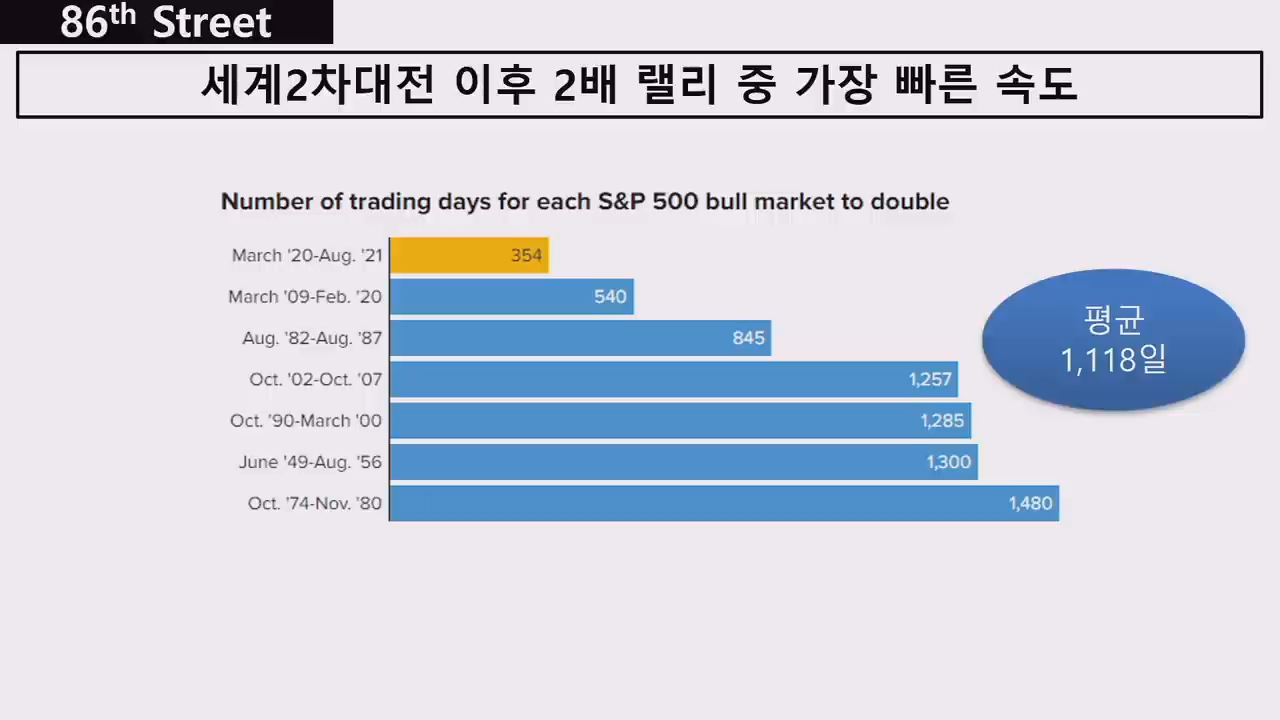 86th Street
세계2차대전 이후 2배 랠리 중 가장 빠른 속도
Number of trading days for each S&P 500 bull market to double
March '20-Aug. '21 354
March '09-Feb. '20 540
Aug. '82-Aug. '87 845
Oct. '02-Oct. '07 1,257
Oct. '90-March '00 1,285
June '49-Aug. '56 1,300
Oct. '74-Nov. '80 1,480
평균
1,118일